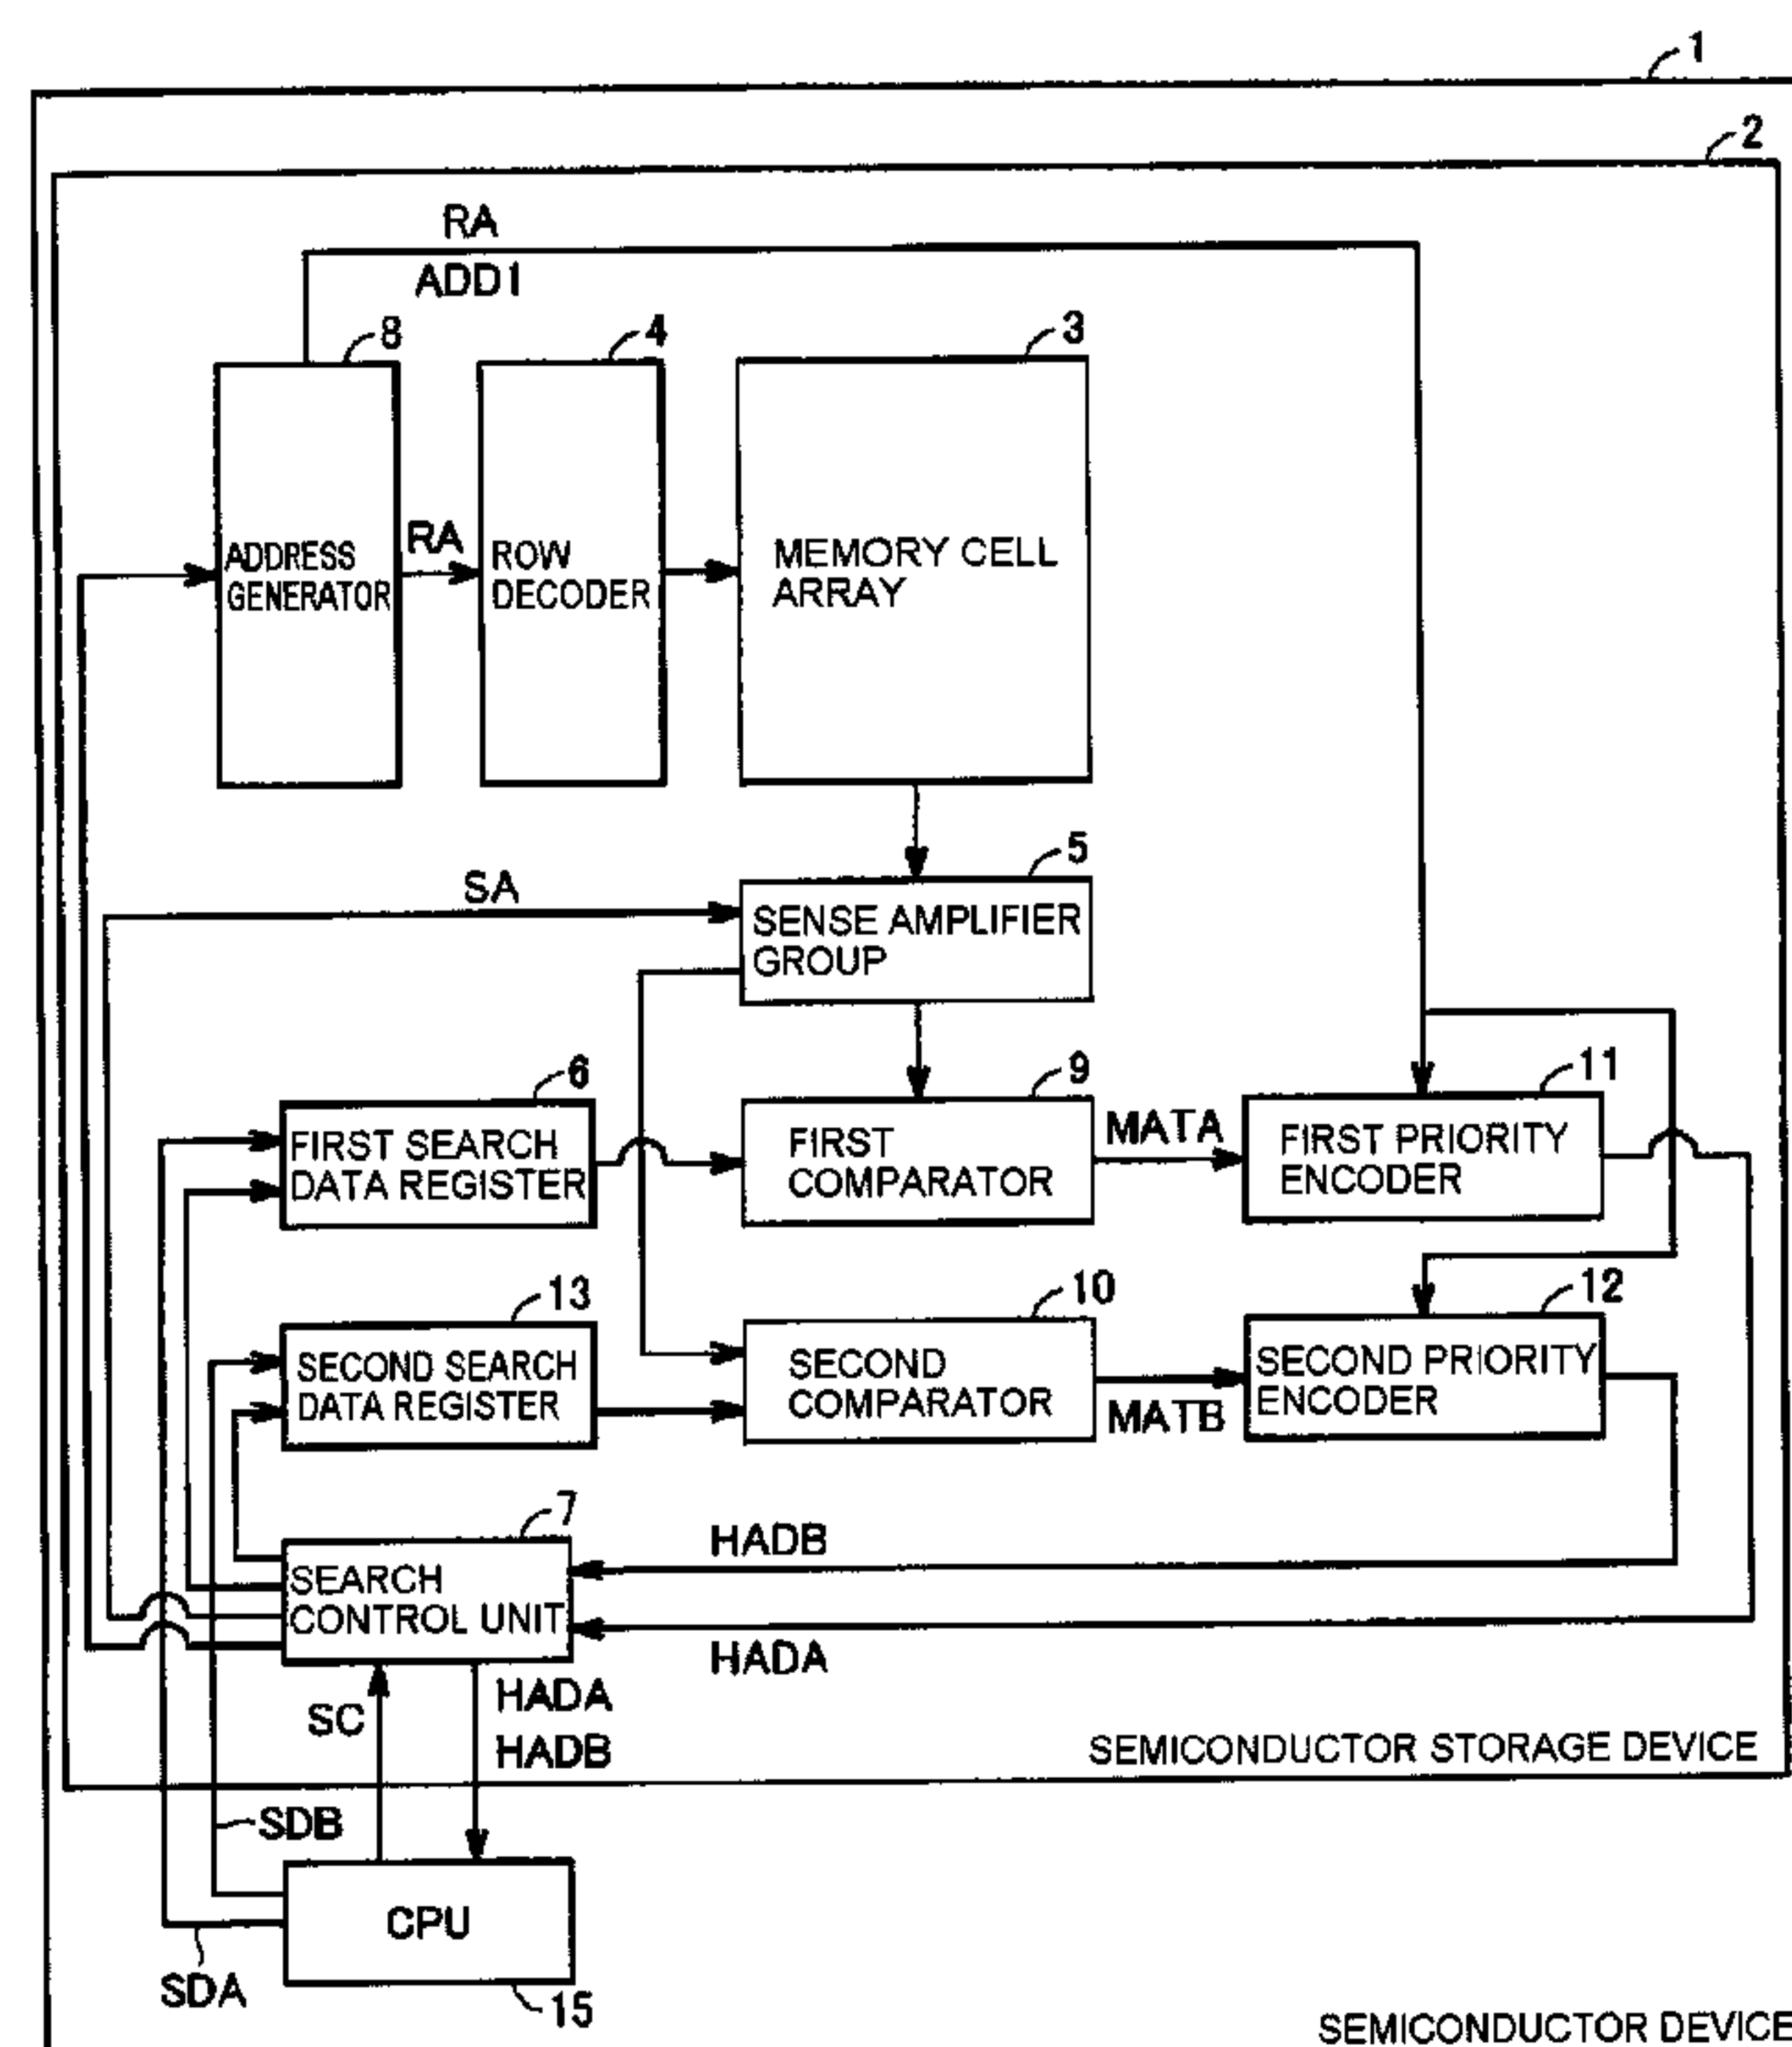 1
2
RA
ADD1
8
4
3
ADDRESS
GENERATOR
RA
ROW
DECODER
MEMORY CELL
ARRAY
5
SA
SENSE AMPLIFIER
GROUP
6
9
11
FIRST SEARCH
DATA REGISTER
FIRST
COMPARATOR
MATA
FIRST PRIORITY
ENCODER
13
10
12
SECOND SEARCH
DATA REGISTER
SECOND
COMPARATOR
MATB
SECOND PRIORITY
ENCODER
7
SEARCH
CONTROL UNIT
HADB
HADA
SC
HADA
HADB
SEMICONDUCTOR STORAGE DEVICE
SDB
CPU
SDA
15
SEMICONDUCTOR DEVICE